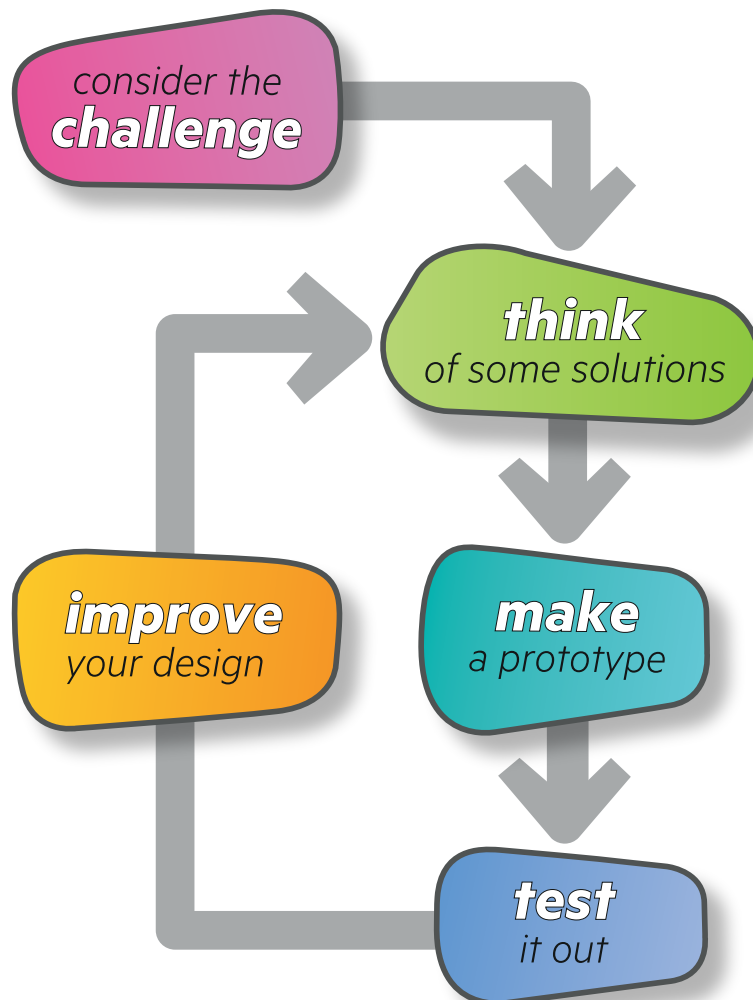 consider the
challenge
think
of some solutions
make
a prototype
test
it out
improve
your design